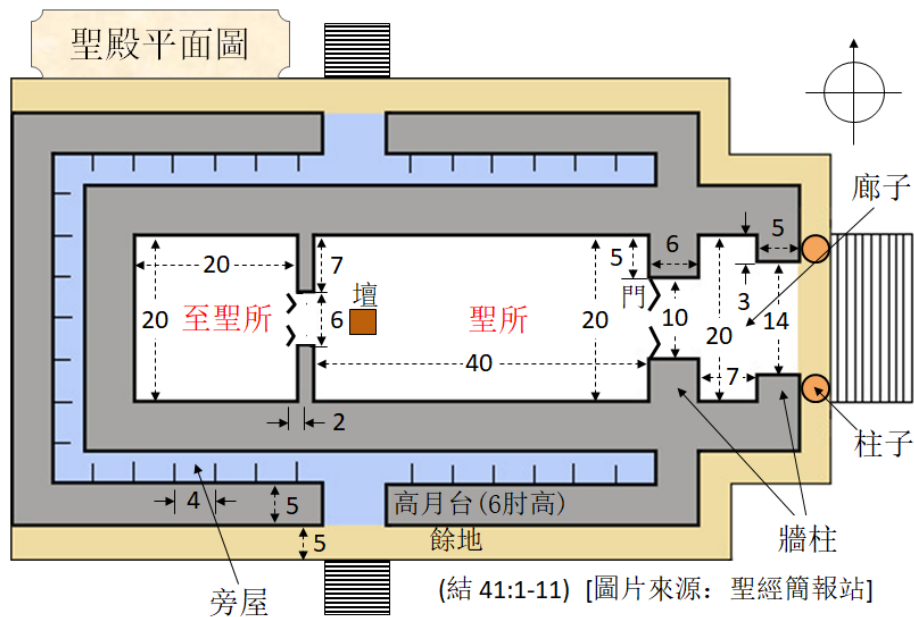 聖殿平面圖
廊子
5
20
7
5
6
3
壇
門
20
至聖所
6
聖所
20
10
20
14
40
7
2
柱子
4
5
高月台(6肘高)
5
餘地
牆柱
旁屋
(結 41:1-11) [圖片來源：聖經簡報站]